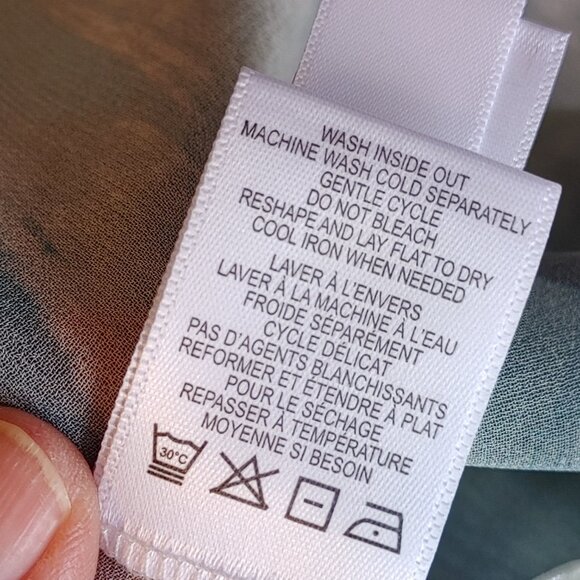 WASH INSIDE OUT
MACHINE WASH COLD SEPARATELY
GENTLE CYCLE
DO NOT BLEACH
RESHAPE AND LAY FLAT TO DRY
COOL IRON WHEN NEEDED
LAVER À L'ENVERS
LAVER À LA MACHINE À L'EAU
FROIDE SÉPARÉMENT
CYCLE DÉLICAT
PAS D'AGENTS BLANCHISSANTS
REFORMER ET ÉTENDRE À PLAT
POUR LE SÉCHAGE
REPASSER À TEMPÉRATURE
MOYENNE SI BESOIN
30°C